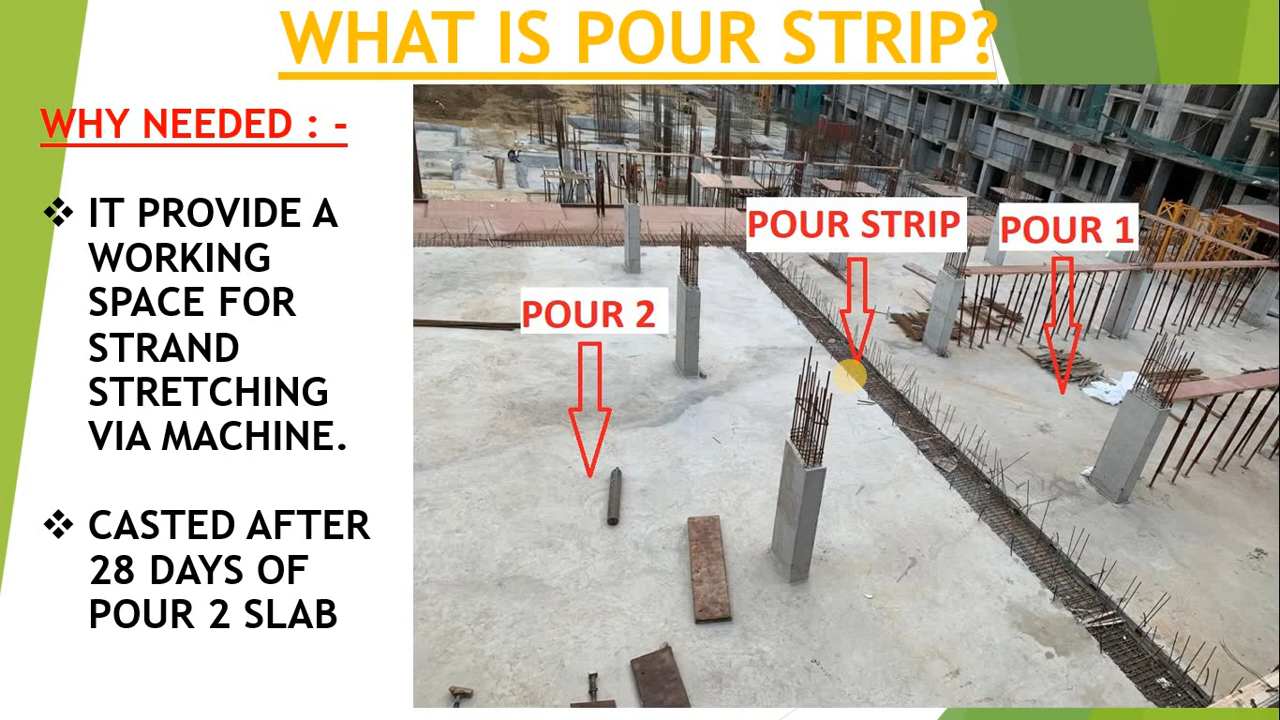 WHAT IS POUR STRIP?
WHY NEEDED : -
❖ IT PROVIDE A
WORKING
SPACE FOR
STRAND
STRETCHING
VIA MACHINE.
❖ CASTED AFTER
28 DAYS OF
POUR 2 SLAB
POUR STRIP
POUR 1
POUR 2